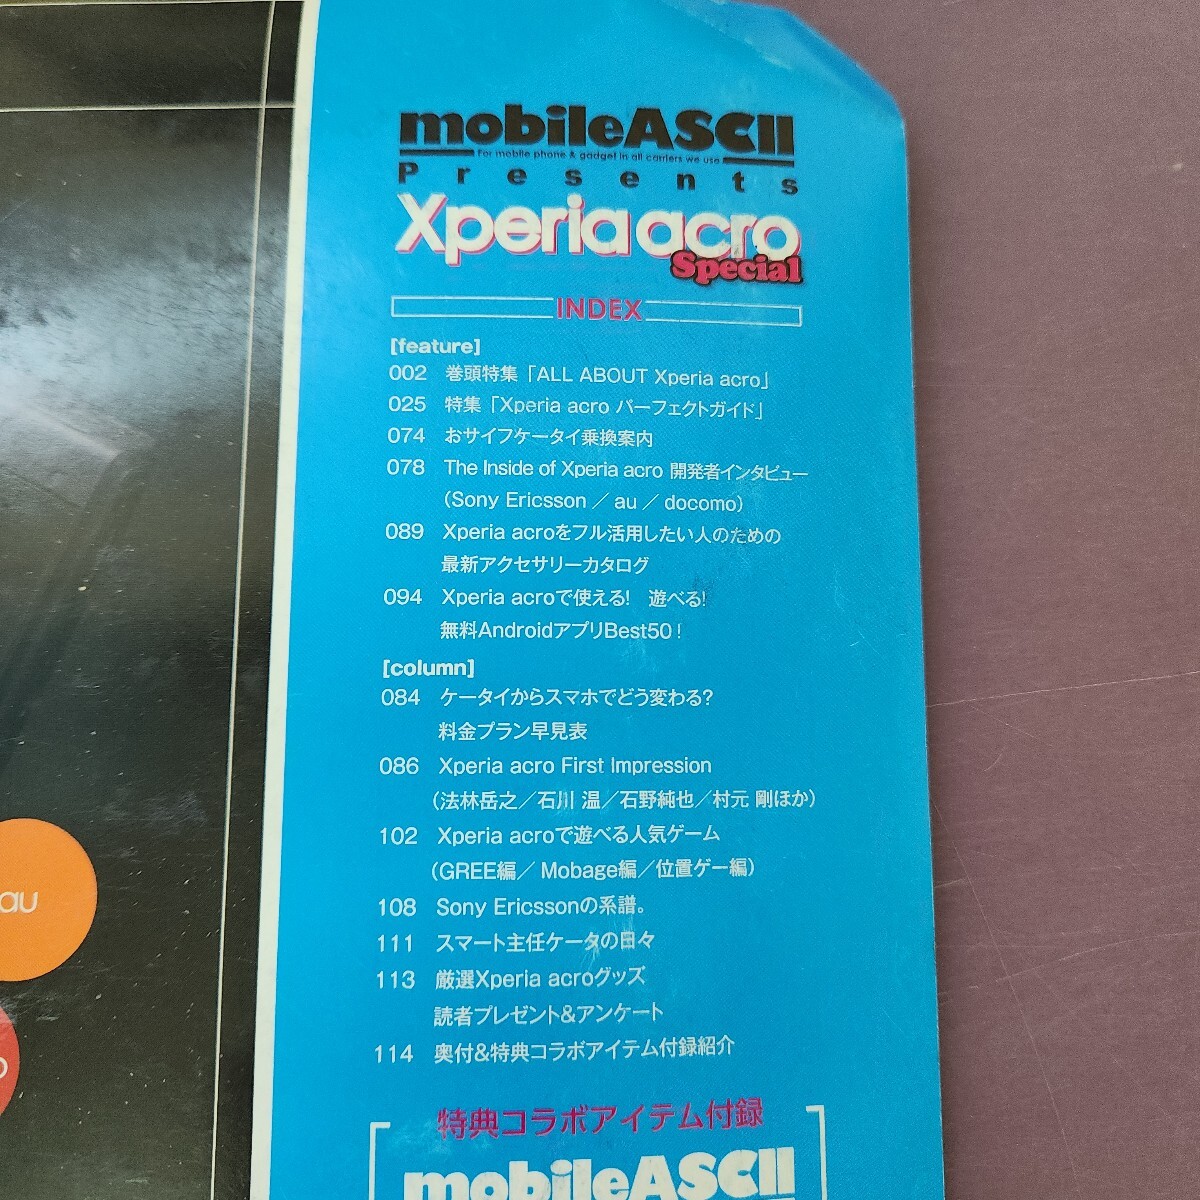 mobileASCII
For mobile phone & gadget in all carriers we use
Presents
Xperia acro
Special
INDEX
[feature]
002 巻頭特集「ALL ABOUT Xperia acro」
025 特集「Xperia acro パーフェクトガイド」
074 おサイフケータイ乗換案内
078 The Inside of Xperia acro 開発者インタビュー
(Sony Ericsson／au／docomo)
089 Xperia acroをフル活用したい人のための
最新アクセサリーカタログ
094 Xperia acroで使える! 遊べる!
無料AndroidアプリBest50!
[column]
084 ケータイからスマホでどう変わる?
料金プラン早見表
086 Xperia acro First Impression
(法林岳之／石川 温／石野純也／村元 剛ほか)
102 Xperia acroで遊べる人気ゲーム
(GREE編／Mobage編／位置ゲー編)
108 Sony Ericssonの系譜。
111 スマート主任ケータの日々
113 厳選Xperia acroグッズ
読者プレゼント&アンケート
114 奥付&特典コラボアイテム付録紹介
特典コラボアイテム付録
mobileASCII
au
o